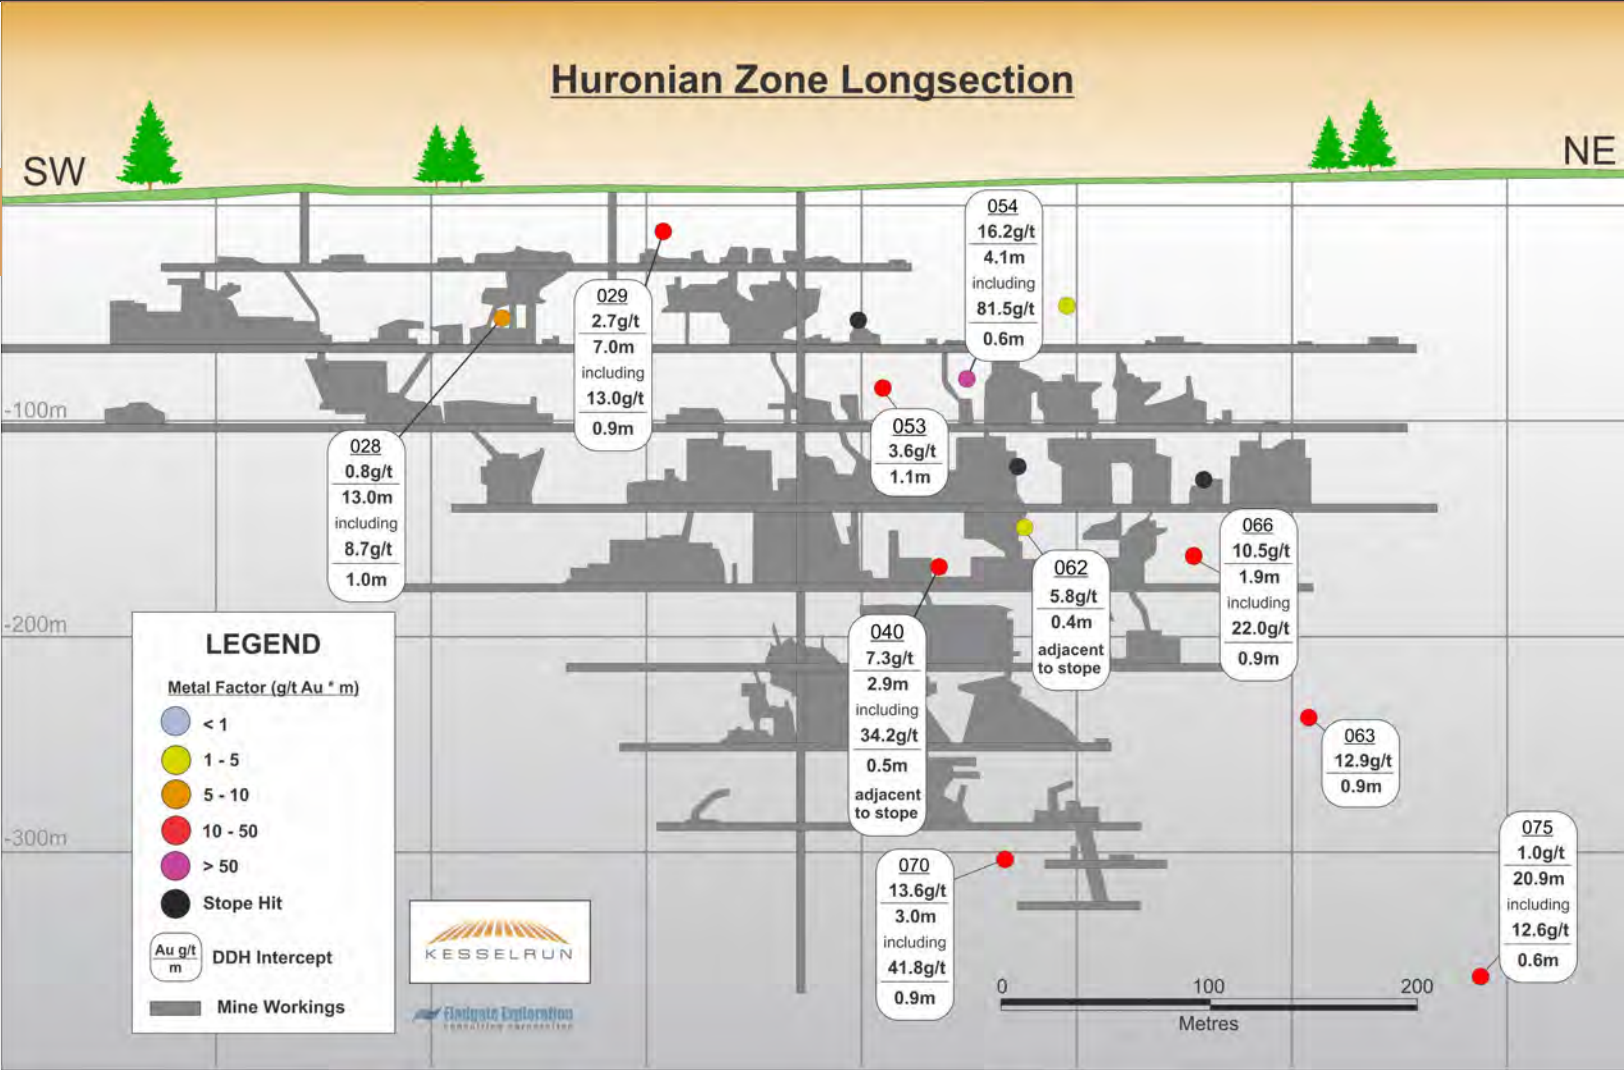 Huronian Zone Longsection
SW
NE
054
16.2g/t
4.1m
including
81.5g/t
0.6m
029
2.7g/t
7.0m
including
13.0g/t
0.9m
-100m
053
3.6g/t
1.1m
028
0.8g/t
13.0m
including
8.7g/t
1.0m
066
10.5g/t
1.9m
including
22.0g/t
0.9m
062
5.8g/t
0.4m
adjacent
to stope
-200m
040
7.3g/t
2.9m
including
34.2g/t
0.5m
adjacent
to stope
063
12.9g/t
0.9m
-300m
075
1.0g/t
20.9m
including
12.6g/t
0.6m
070
13.6g/t
3.0m
including
41.8g/t
0.9m
LEGEND
Metal Factor (g/t Au * m)
< 1
1 - 5
5 - 10
10 - 50
> 50
Stope Hit
Au g/t
m
DDH Intercept
Mine Workings
KESSELRUN
Fladgate Exploration
consulting corporation
0 100 200
Metres